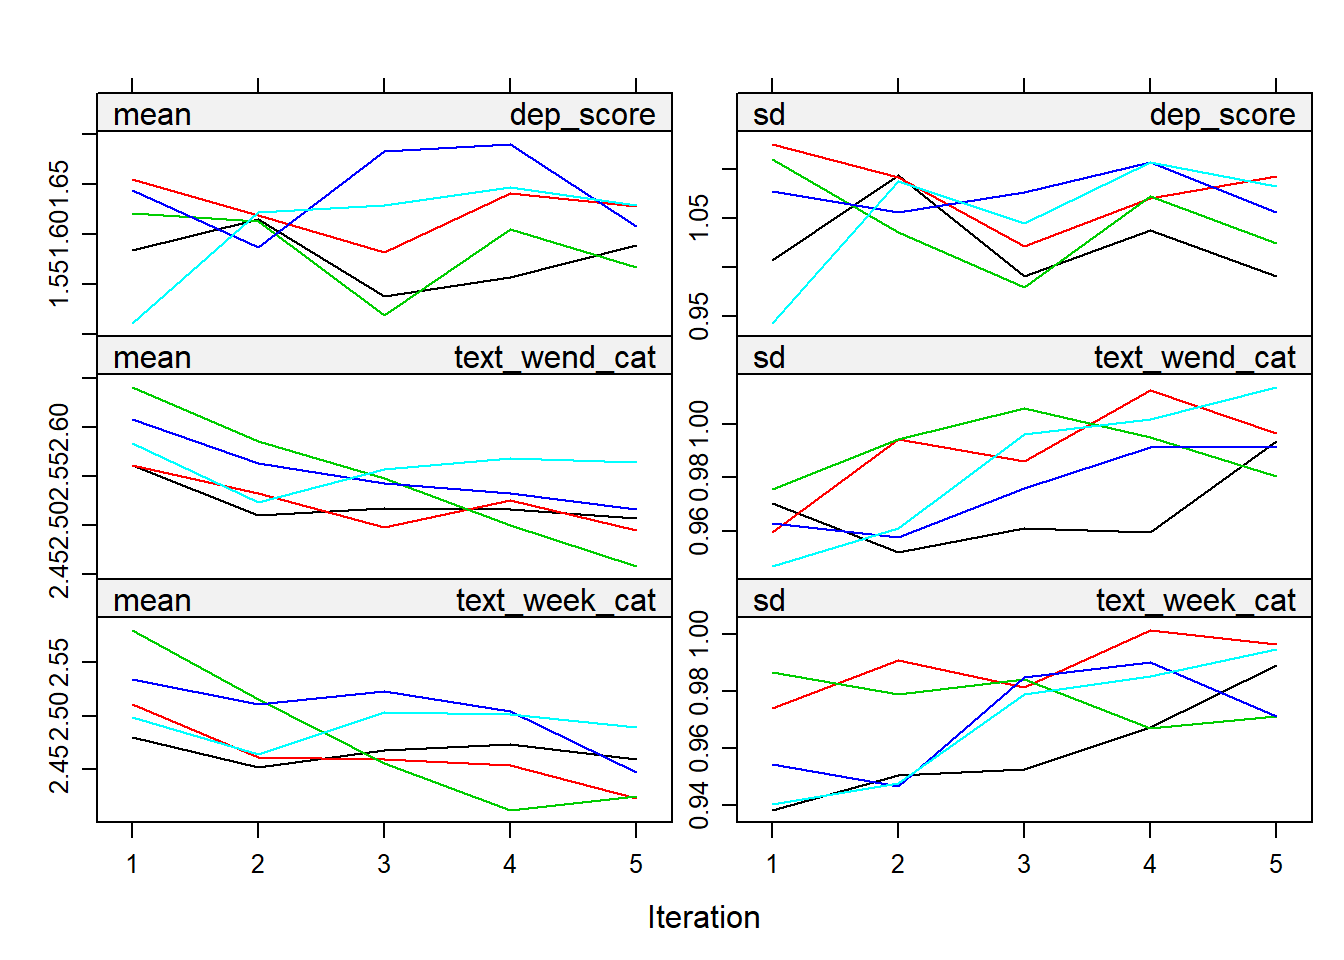 mean dep_score
sd dep_score
1.55 1.60 1.65
0.95 1.05
mean text_wend_cat
sd text_wend_cat
2.45 2.50 2.55 2.60
0.96 0.98 1.00
mean text_week_cat
sd text_week_cat
2.45 2.50 2.55
0.94 0.96 0.98 1.00
1 2 3 4 5
1 2 3 4 5
Iteration